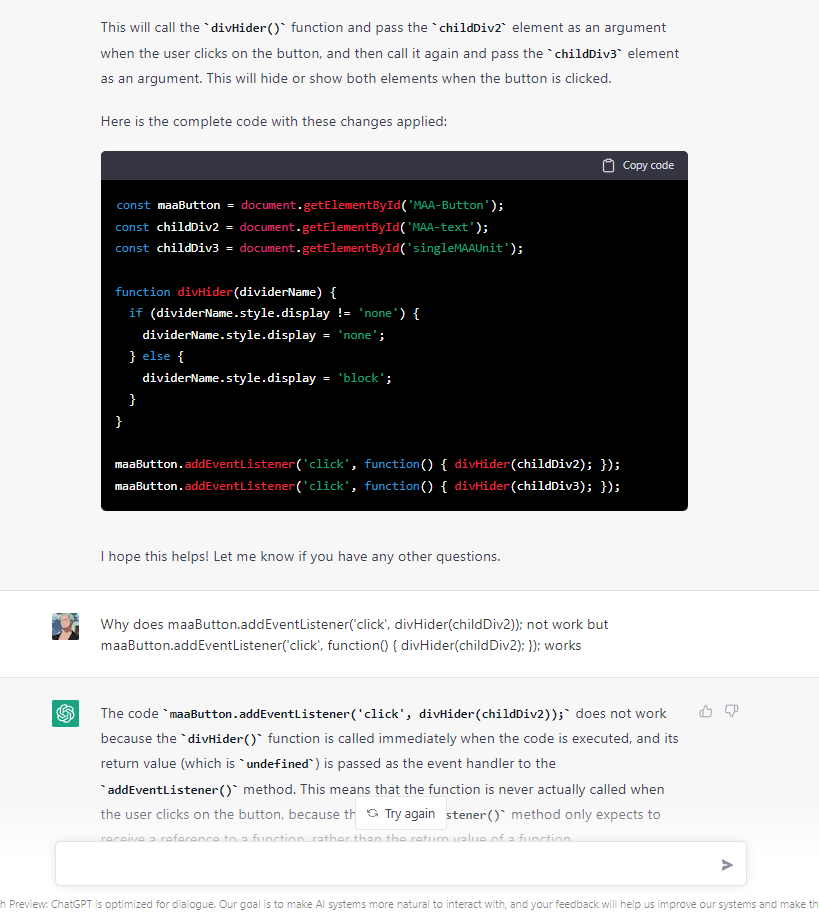 This will call the `divHider()` function and pass the `childDiv2` element as an argument
when the user clicks on the button, and then call it again and pass the `childDiv3` element
as an argument. This will hide or show both elements when the button is clicked.
Here is the complete code with these changes applied:
Copy code
const maaButton = document.getElementById('MAA-Button');
const childDiv2 = document.getElementById('MAA-text');
const childDiv3 = document.getElementById('singleMAAUnit');
function divHider(dividerName) {
  if (dividerName.style.display != 'none') {
    dividerName.style.display = 'none';
  } else {
    dividerName.style.display = 'block';
  }
}
maaButton.addEventListener('click', function() { divHider(childDiv2); });
maaButton.addEventListener('click', function() { divHider(childDiv3); });
I hope this helps! Let me know if you have any other questions.
Why does maaButton.addEventListener('click', divHider(childDiv2)); not work but
maaButton.addEventListener('click', function() { divHider(childDiv2); }); works
The code `maaButton.addEventListener('click', divHider(childDiv2));` does not work
because the `divHider()` function is called immediately when the code is executed, and its
return value (which is `undefined`) is passed as the event handler to the
`addEventListener()` method. This means that the function is never actually called when
the user clicks on the button, because th stener()` method only expects to
Try again
receive a reference to a function, rather than the return value of a function.
h Preview: ChatGPT is optimized for dialogue. Our goal is to make AI systems more natural to interact with, and your feedback will help us improve our systems and make th